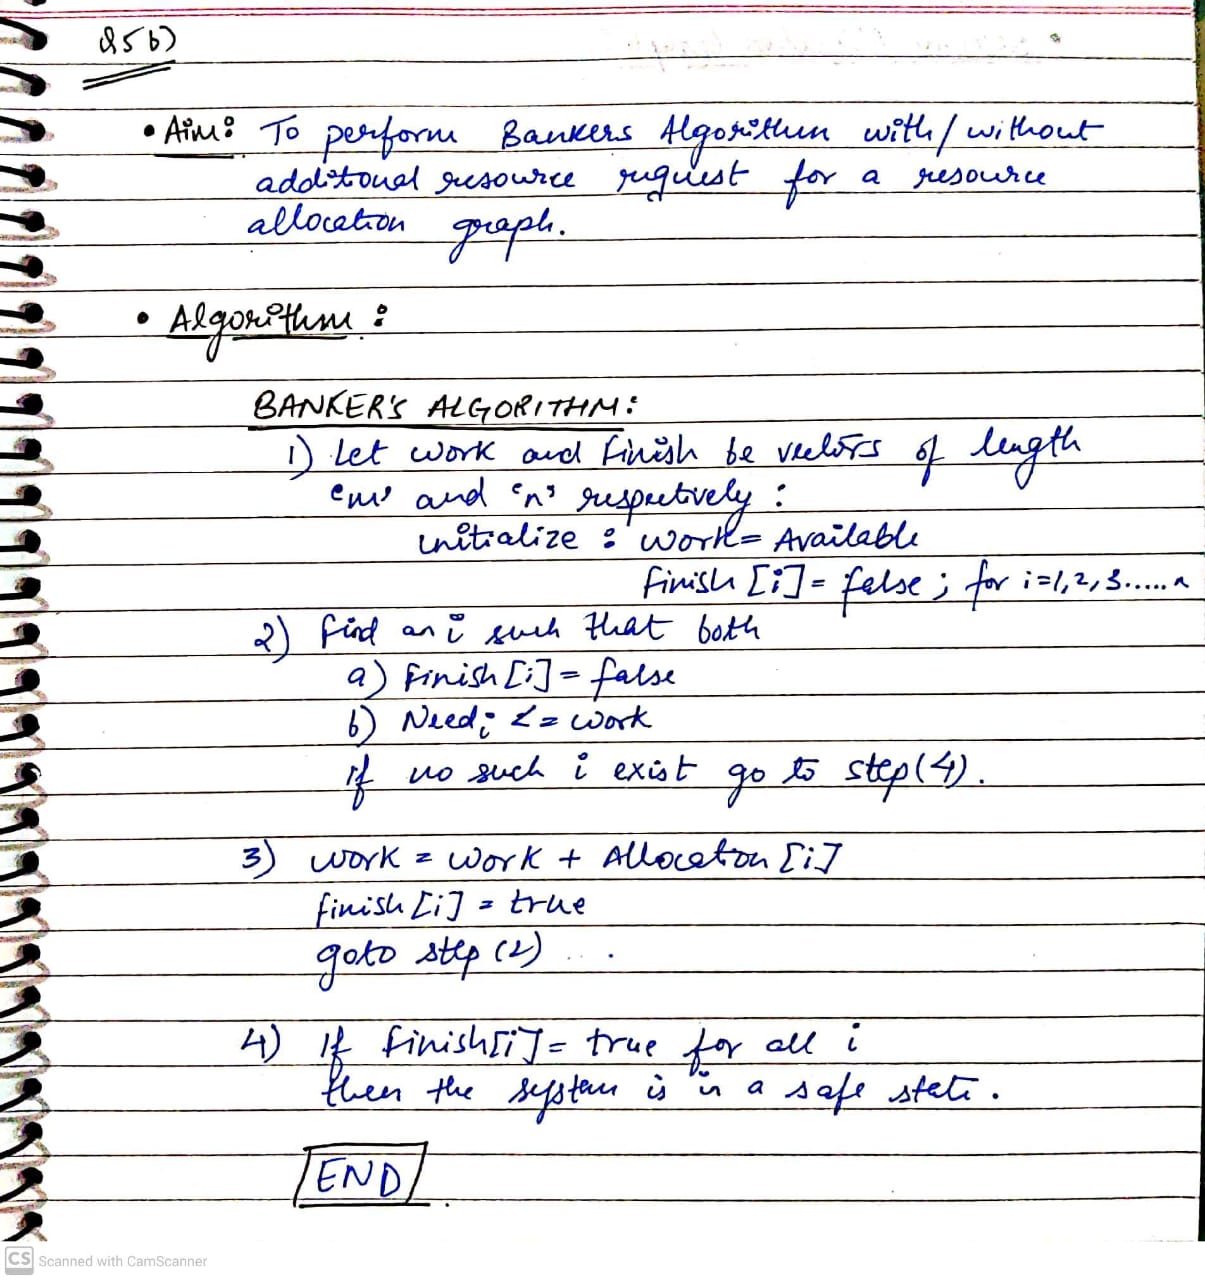 Q5b)
• Aim: To perform Bankers Algorithm with/without
additonal resource request for a resource
allocation graph.
• Algorithm :
BANKER'S ALGORITHM:
1) Let work and finish be vectors of length
'm' and 'n' respectively :
initialize : work = Available
finish [i] = false ; for i=1,2,3.....n
2) find an i such that both
a) Finish [i] = false
b) Needi <= work
if no such i exist go to step(4).
3) work = work + Allocaton [i]
finish [i] = true
goto step (2) ...
4) If finish[i] = true for all i
then the system is in a safe state.
END
CS Scanned with CamScanner